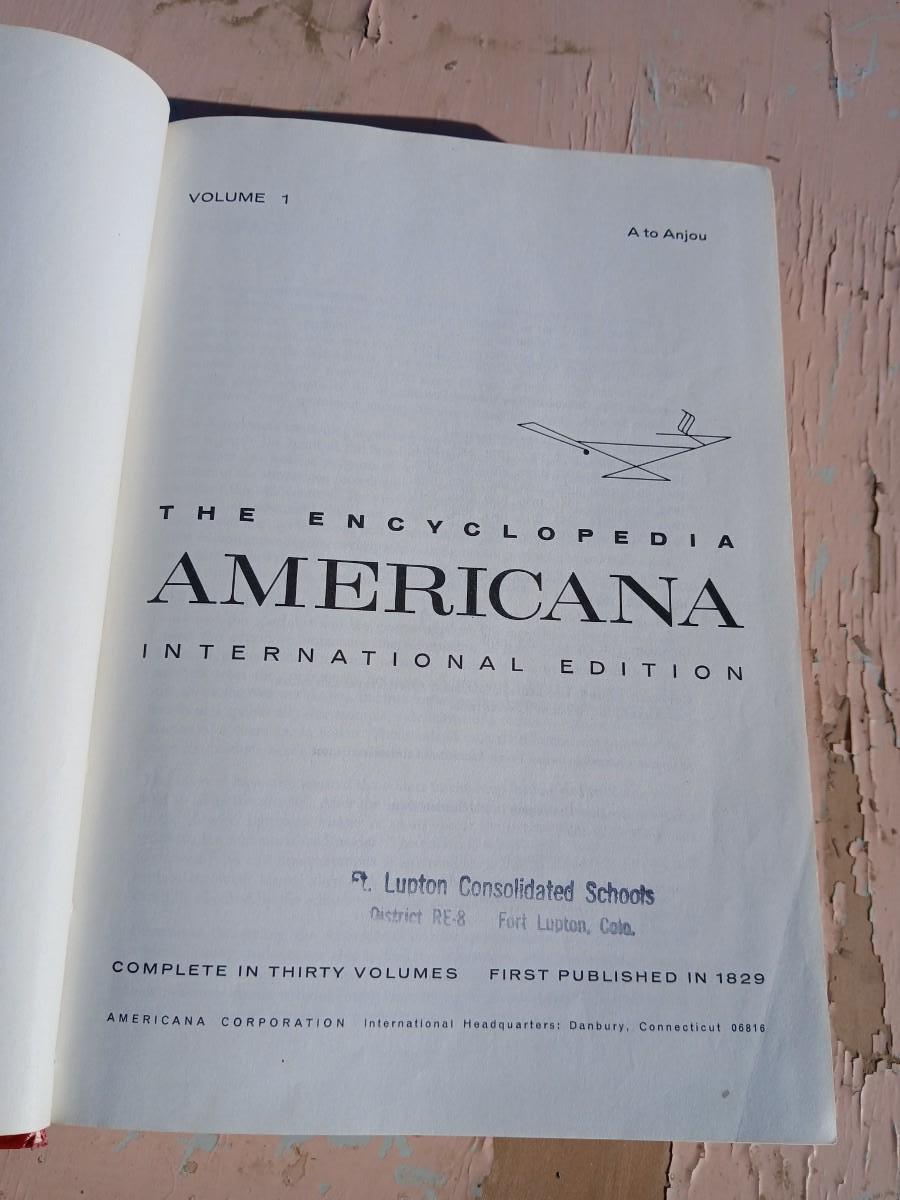 VOLUME 1
A to Anjou
THE ENCYCLOPEDIA
AMERICANA
INTERNATIONAL EDITION
Ft. Lupton Consolidated Schools
District RE-8 Fort Lupton, Colo.
COMPLETE IN THIRTY VOLUMES FIRST PUBLISHED IN 1829
AMERICANA CORPORATION International Headquarters: Danbury, Connecticut 06816